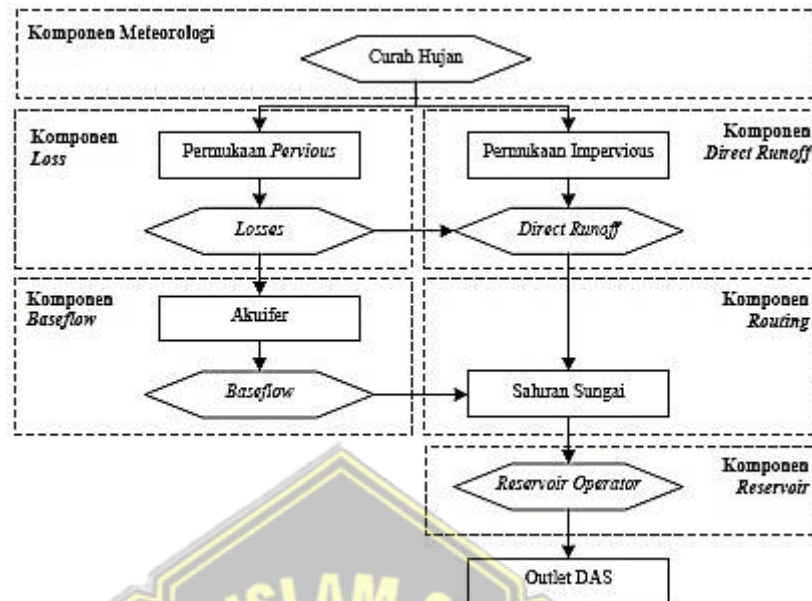 Komponen Meteorologi
Curah Hujan
Komponen
Loss
Permukaan Pervious
Permukaan Impervious
Komponen
Direct Runoff
Losses
Direct Runoff
Komponen
Baseflow
Akuifer
Komponen
Routing
Baseflow
Saluran Sungai
Reservoir Operator
Komponen
Reservoir
Outlet DAS
ISLAM